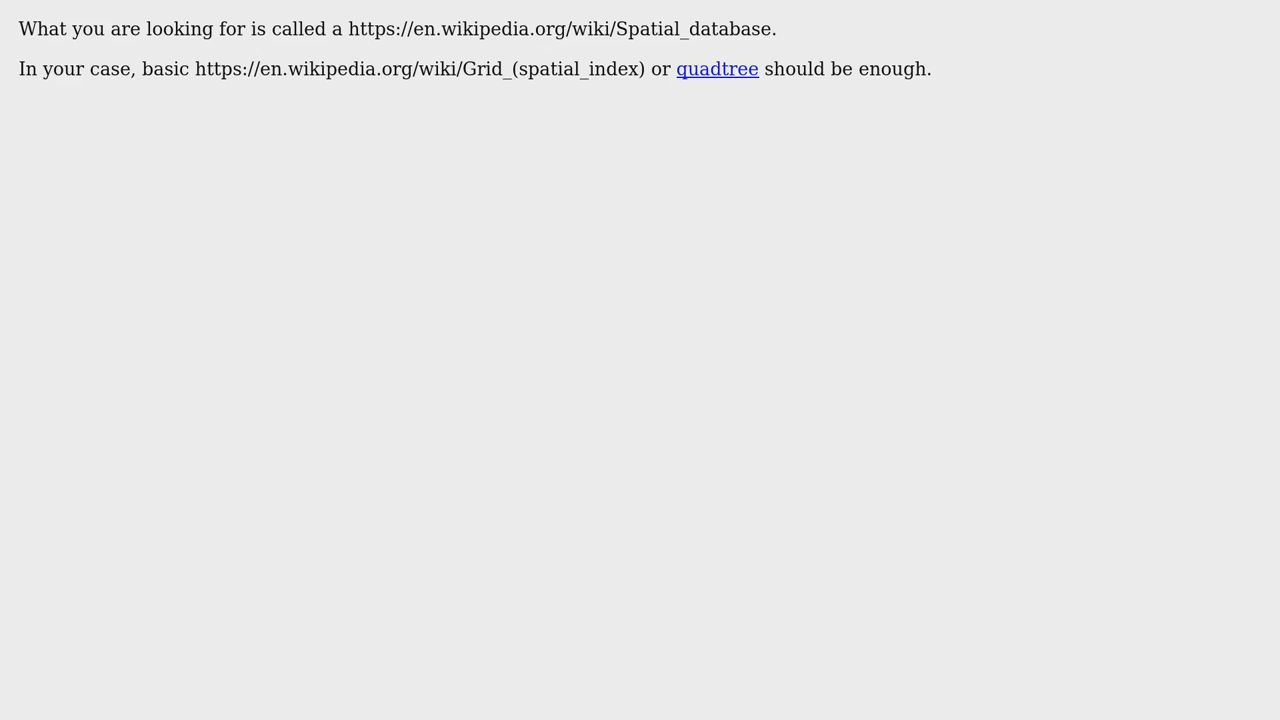 What you are looking for is called a https://en.wikipedia.org/wiki/Spatial_database.
In your case, basic https://en.wikipedia.org/wiki/Grid_(spatial_index) or quadtree should be enough.